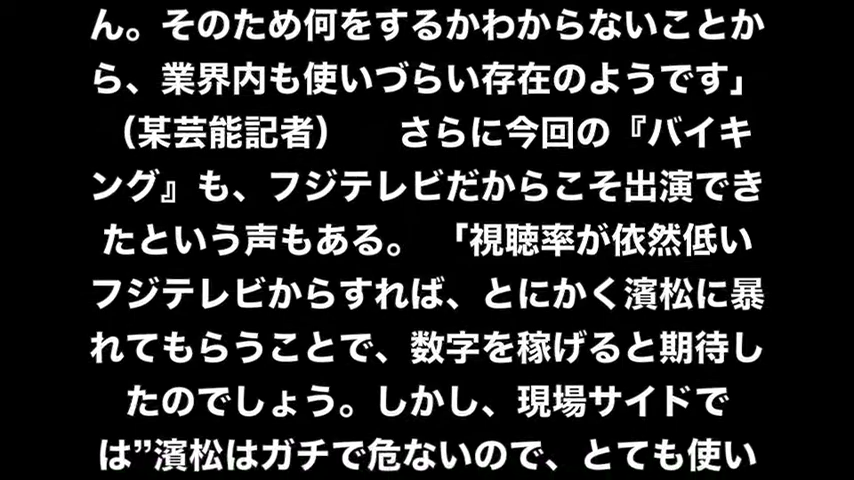 ん。そのため何をするかわからないことか
ら、業界内も使いづらい存在のようです」
（某芸能記者）　　さらに今回の『バイキ
ング』も、フジテレビだからこそ出演でき
たという声もある。　「視聴率が依然低い
フジテレビからすれば、とにかく濱松に暴
れてもらうことで、数字を稼げると期待し
たのでしょう。しかし、現場サイドで
は”濱松はガチで危ないので、とても使い